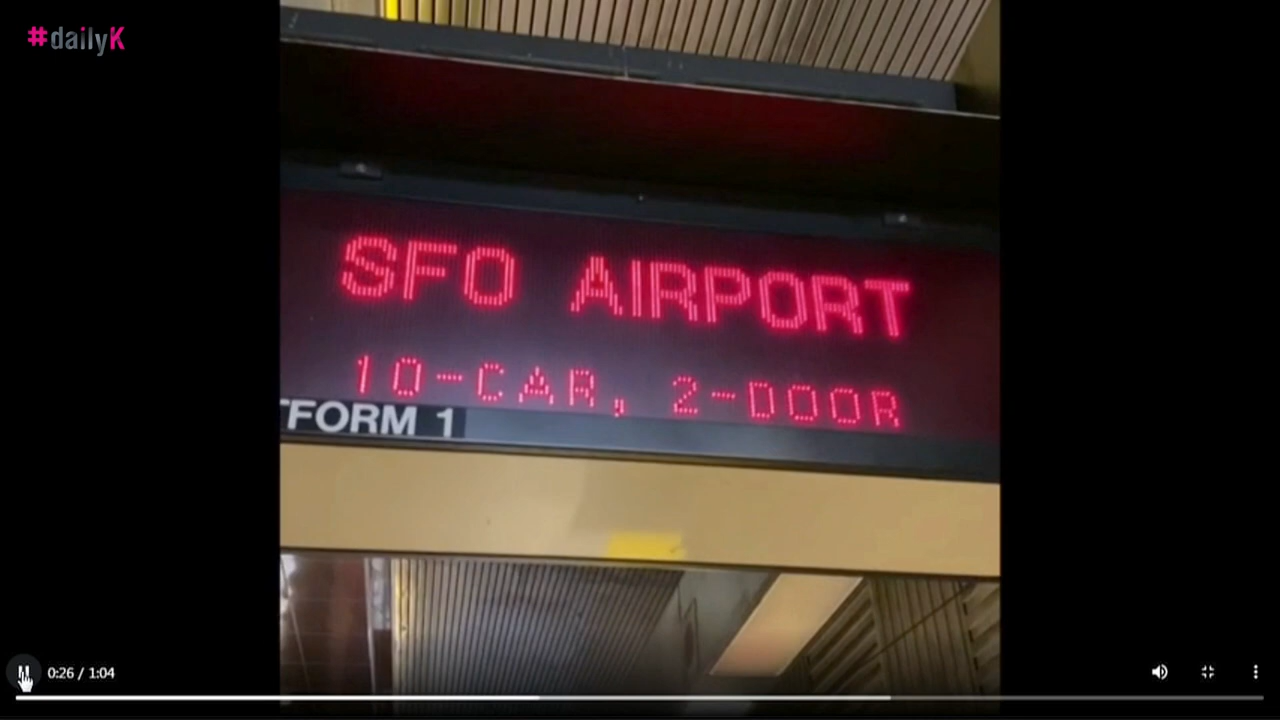 #dailyK
SFO AIRPORT
10-CAR, 2-DOOR
TFORM 1
0:26 / 1:04